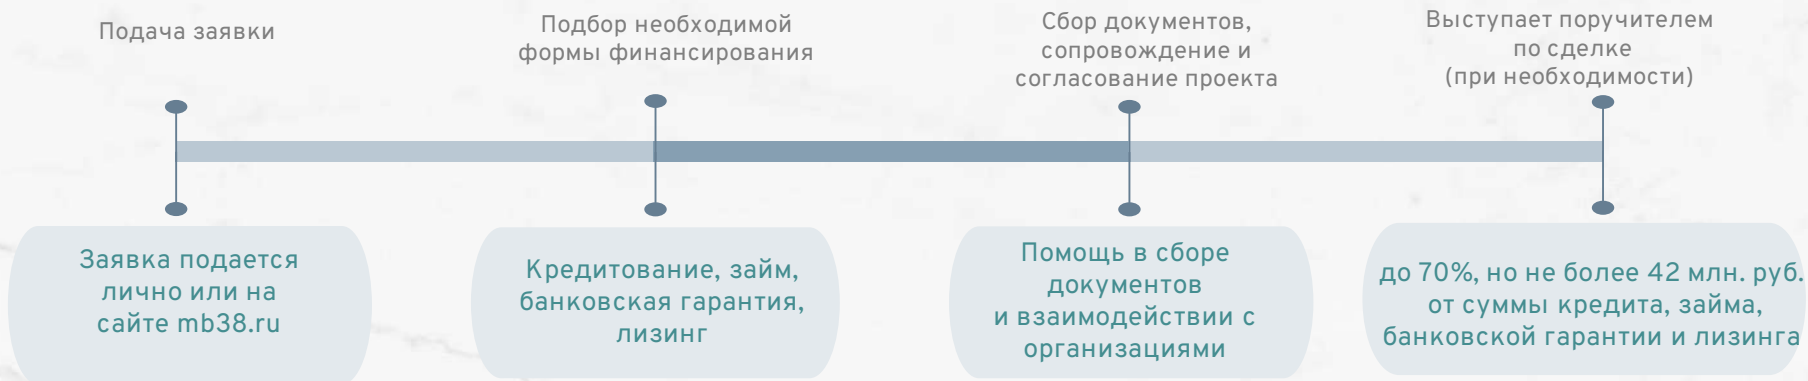 Подача заявки
Подбор необходимой
формы финансирования
Сбор документов,
сопровождение и
согласование проекта
Выступает поручителем
по сделке
(при необходимости)
Заявка подается
лично или на
сайте mb38.ru
Кредитование, займ,
банковская гарантия,
лизинг
Помощь в сборе
документов
и взаимодействии с
организациями
до 70%, но не более 42 млн. руб.
от суммы кредита, займа,
банковской гарантии и лизинга